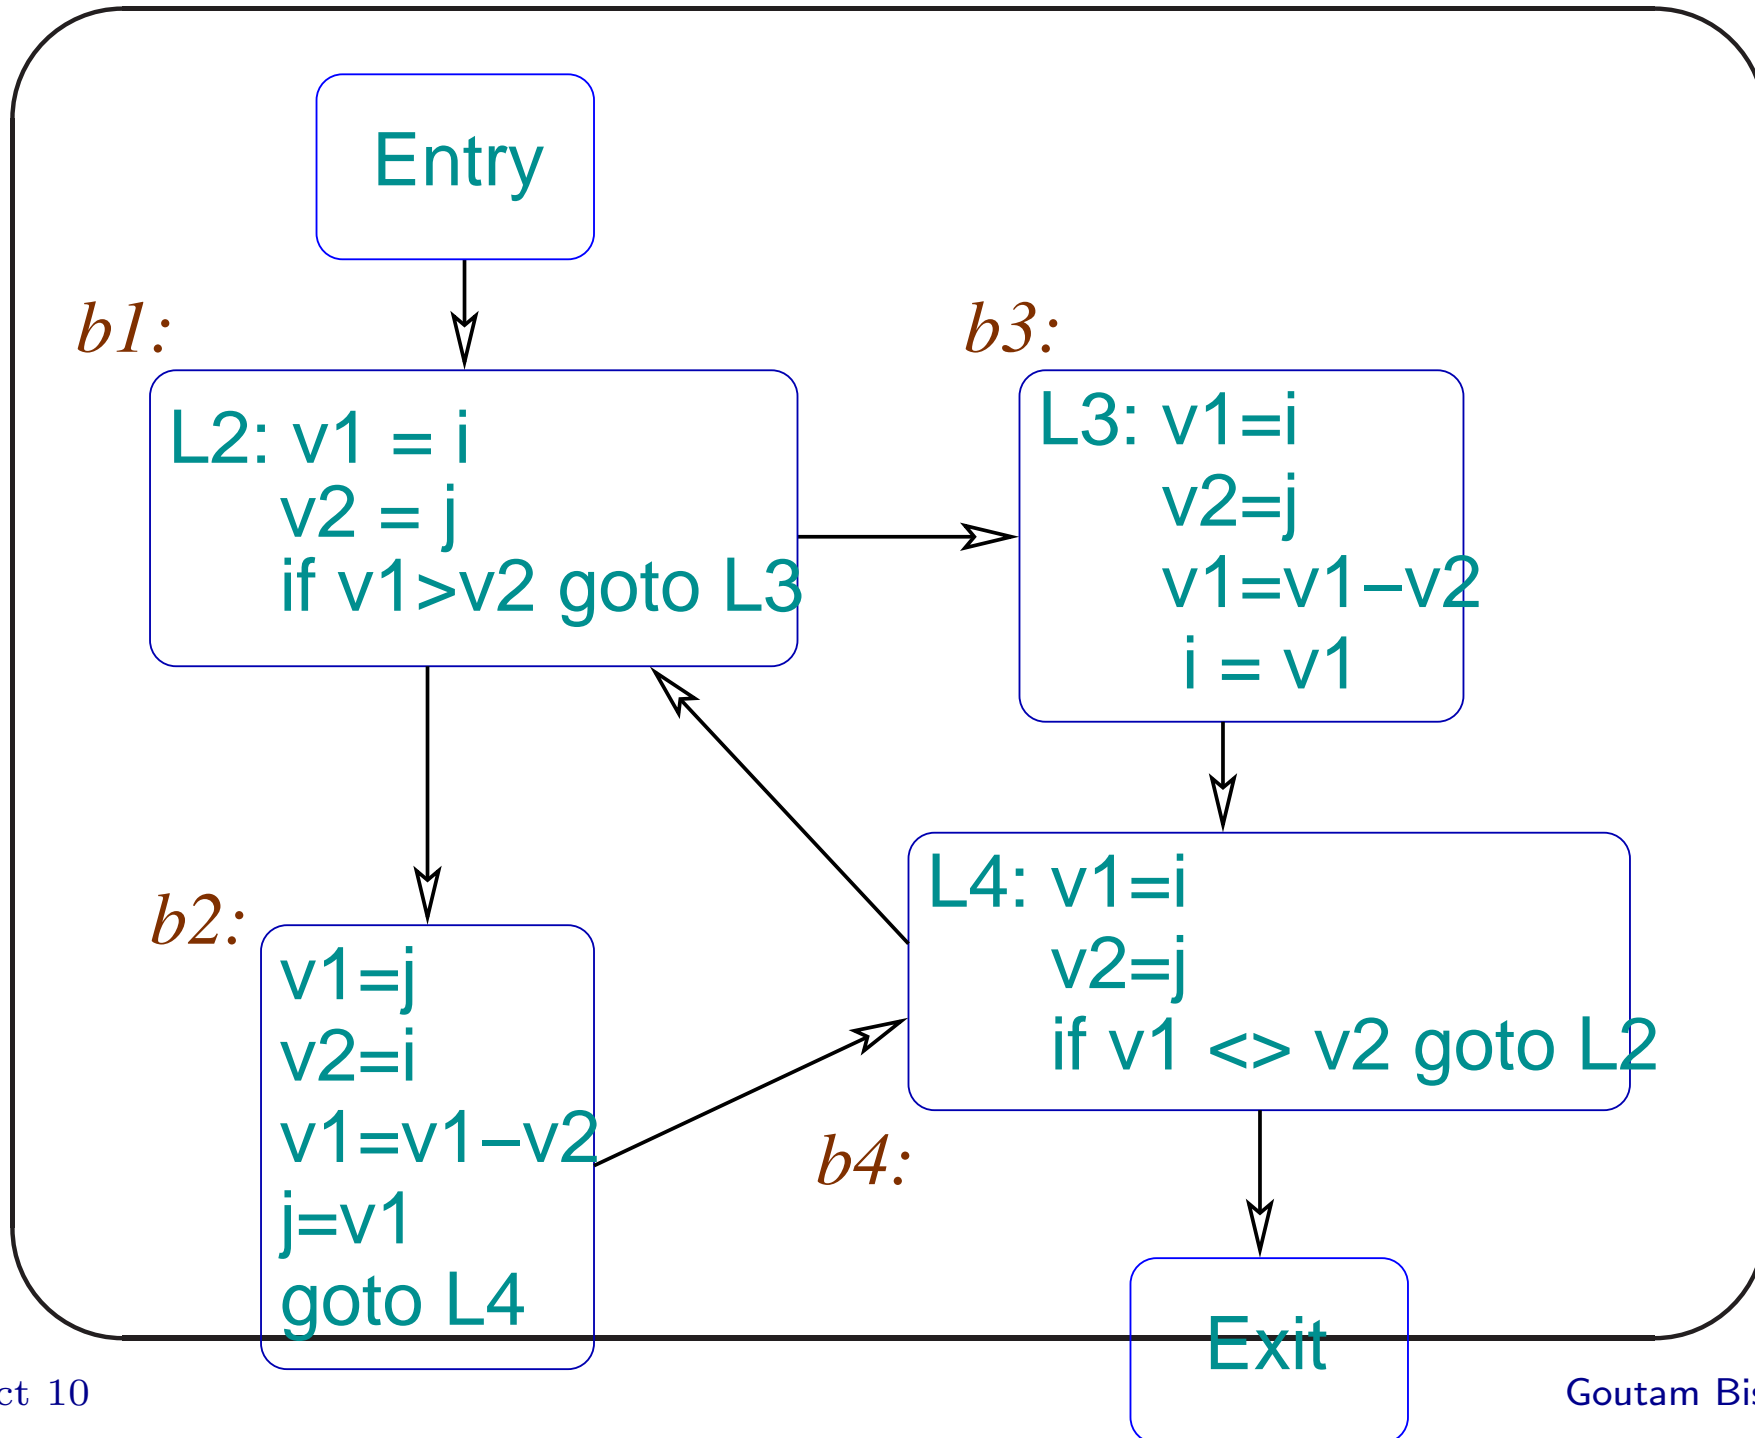 Entry
b1:
L2: v1 = i
v2 = j
if v1>v2 goto L3
b3:
L3: v1=i
v2=j
v1=v1−v2
i = v1
b2:
v1=j
v2=i
v1=v1−v2
j=v1
goto L4
L4: v1=i
v2=j
if v1 <> v2 goto L2
b4:
Exit
ct 10
Goutam Bis